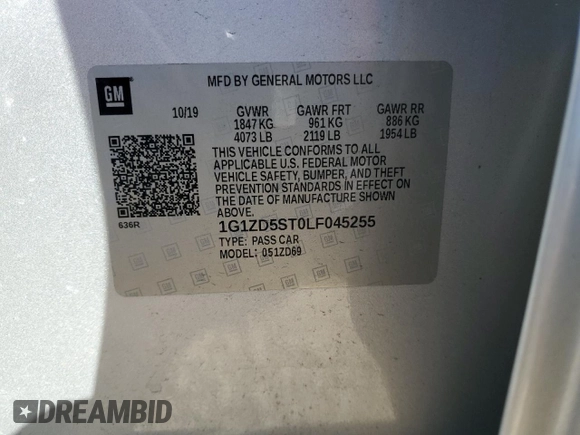 GM
MFD BY GENERAL MOTORS LLC
10/19 GVWR GAWR FRT GAWR RR
1847 KG 961 KG 886 KG
4073 LB 2119 LB 1954 LB
THIS VEHICLE CONFORMS TO ALL
APPLICABLE U.S. FEDERAL MOTOR
VEHICLE SAFETY, BUMPER, AND THEFT
PREVENTION STANDARDS IN EFFECT ON
THE DATE OF MANUFACTURE SHOWN
ABOVE.
636R
1G1ZD5ST0LF045255
TYPE: PASS CAR
MODEL: 051ZD69
DREAMBID